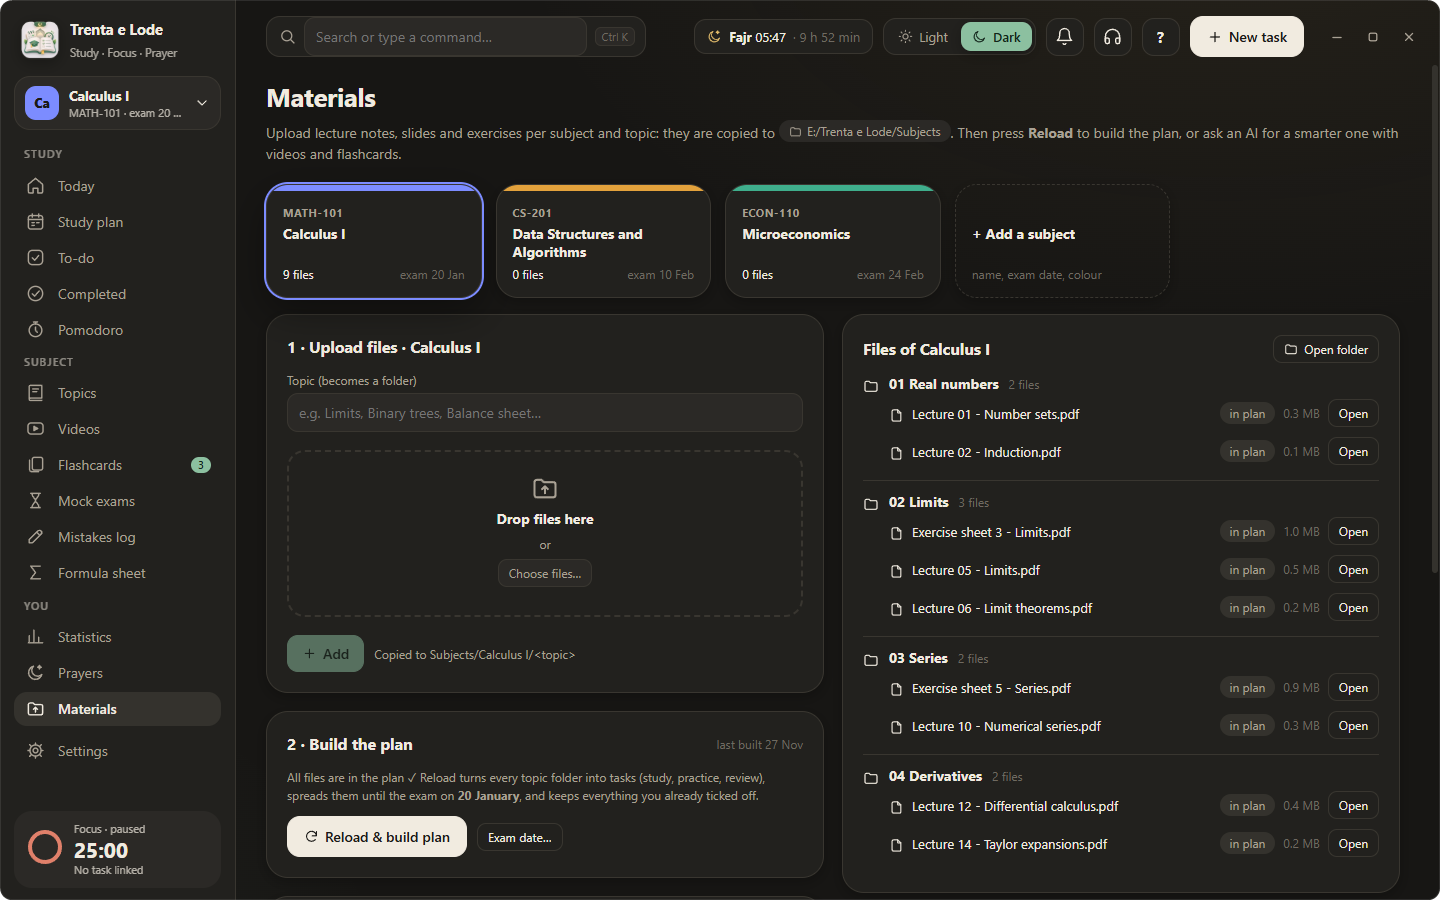 Trenta e Lode
Study · Focus · Prayer
Ca
Calculus I
MATH-101 · exam 20 ...
STUDY
Today
Study plan
To-do
Completed
Pomodoro
SUBJECT
Topics
Videos
Flashcards 3
Mock exams
Mistakes log
Formula sheet
YOU
Statistics
Prayers
Materials
Settings
Focus · paused
25:00
No task linked
Search or type a command... Ctrl K
Fajr 05:47 · 9 h 52 min
Light Dark
?
+ New task
Materials
Upload lecture notes, slides and exercises per subject and topic: they are copied to E:/Trenta e Lode/Subjects . Then press Reload to build the plan, or ask an AI for a smarter one with
videos and flashcards.
MATH-101
Calculus I
9 files exam 20 Jan
CS-201
Data Structures and
Algorithms
0 files exam 10 Feb
ECON-110
Microeconomics
0 files exam 24 Feb
+ Add a subject
name, exam date, colour
1 · Upload files · Calculus I
Topic (becomes a folder)
e.g. Limits, Binary trees, Balance sheet...
Drop files here
or
Choose files...
+ Add Copied to Subjects/Calculus I/<topic>
2 · Build the plan last built 27 Nov
All files are in the plan ✓ Reload turns every topic folder into tasks (study, practice, review),
spreads them until the exam on 20 January, and keeps everything you already ticked off.
Reload & build plan Exam date...
Files of Calculus I Open folder
01 Real numbers 2 files
Lecture 01 - Number sets.pdf in plan 0.3 MB Open
Lecture 02 - Induction.pdf in plan 0.1 MB Open
02 Limits 3 files
Exercise sheet 3 - Limits.pdf in plan 1.0 MB Open
Lecture 05 - Limits.pdf in plan 0.5 MB Open
Lecture 06 - Limit theorems.pdf in plan 0.2 MB Open
03 Series 2 files
Exercise sheet 5 - Series.pdf in plan 0.9 MB Open
Lecture 10 - Numerical series.pdf in plan 0.3 MB Open
04 Derivatives 2 files
Lecture 12 - Differential calculus.pdf in plan 0.4 MB Open
Lecture 14 - Taylor expansions.pdf in plan 0.2 MB Open